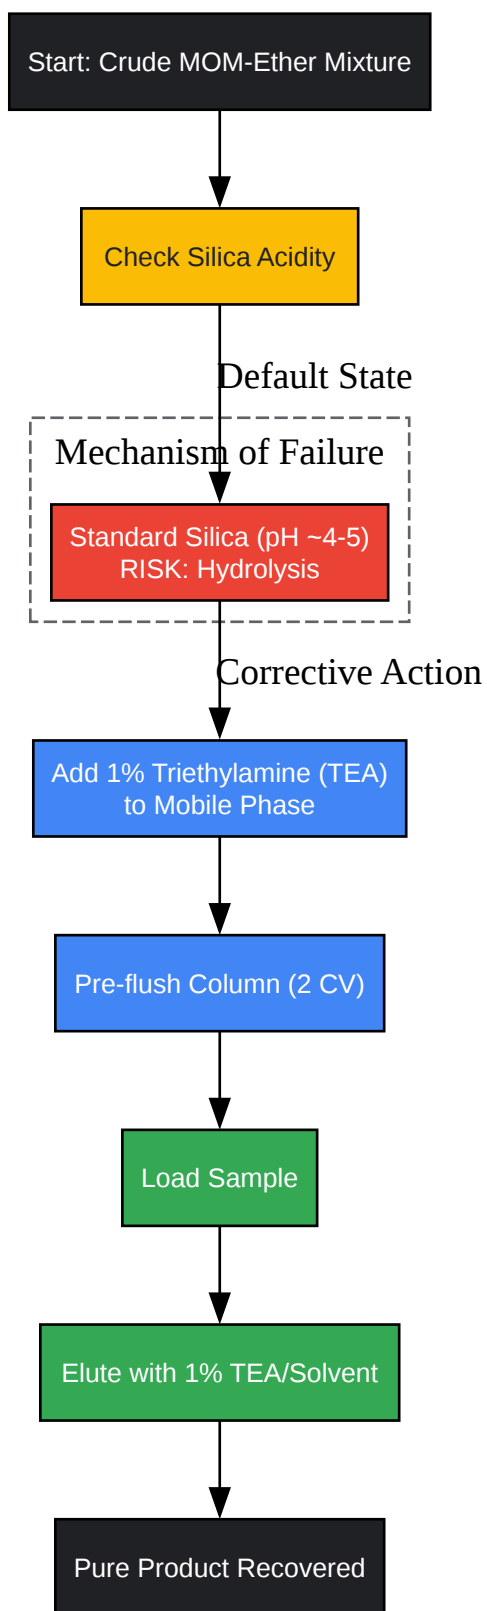 Start: Crude MOM-Ether Mixture
Check Silica Acidity
Default State
Mechanism of Failure
Standard Silica (pH ~4-5)
RISK: Hydrolysis
Corrective Action
Add 1% Triethylamine (TEA)
to Mobile Phase
Pre-flush Column (2 CV)
Load Sample
Elute with 1% TEA/Solvent
Pure Product Recovered